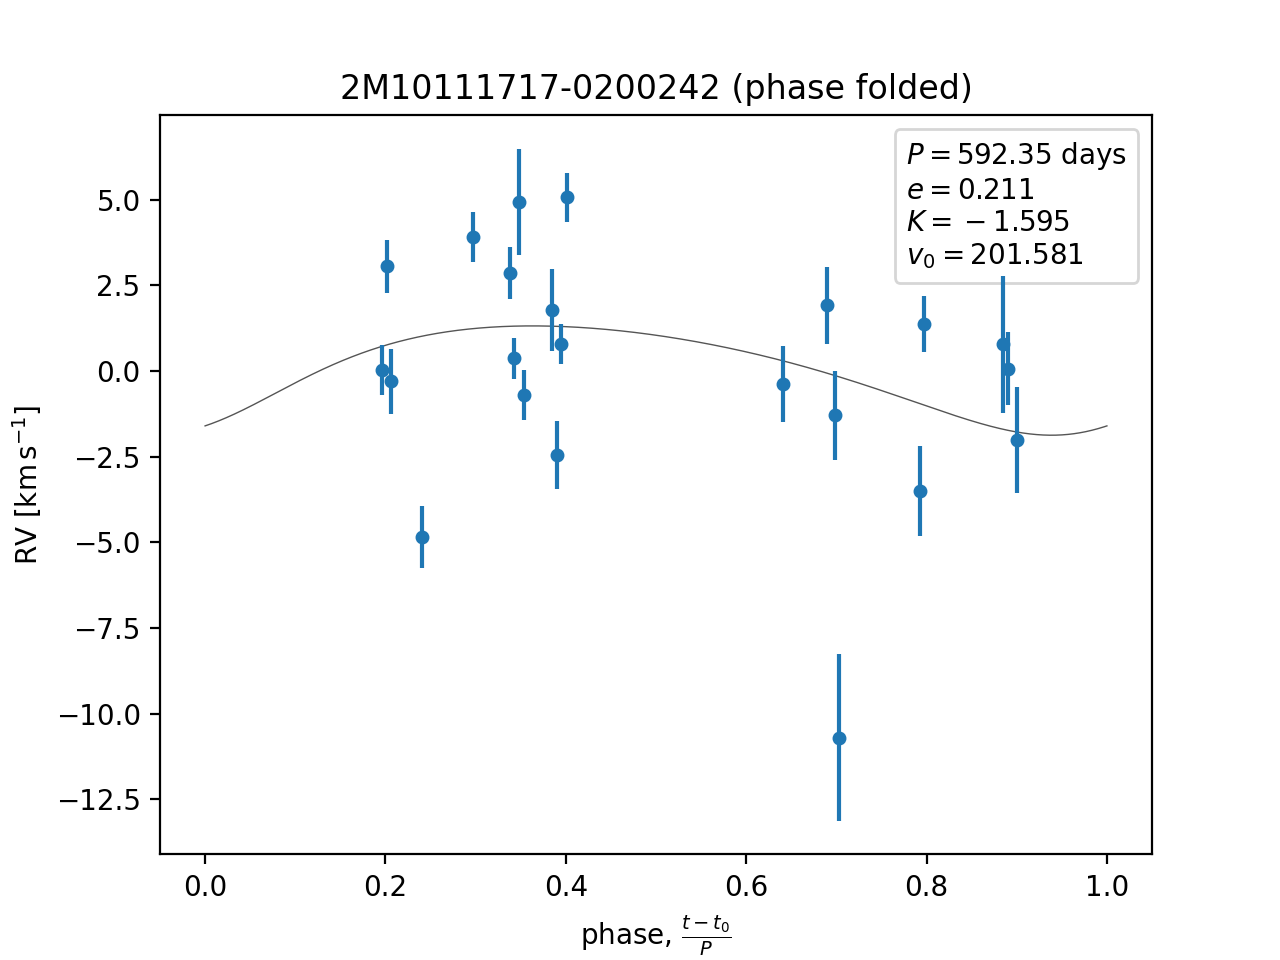 2M10111717-0200242 (phase folded)
P = 592.35 days
e = 0.211
K = −1.595
v₀ = 201.581
5.0
2.5
0.0
−2.5
−5.0
−7.5
−10.0
−12.5
RV [km s⁻¹]
0.0 0.2 0.4 0.6 0.8 1.0
phase, (t − t₀)/P